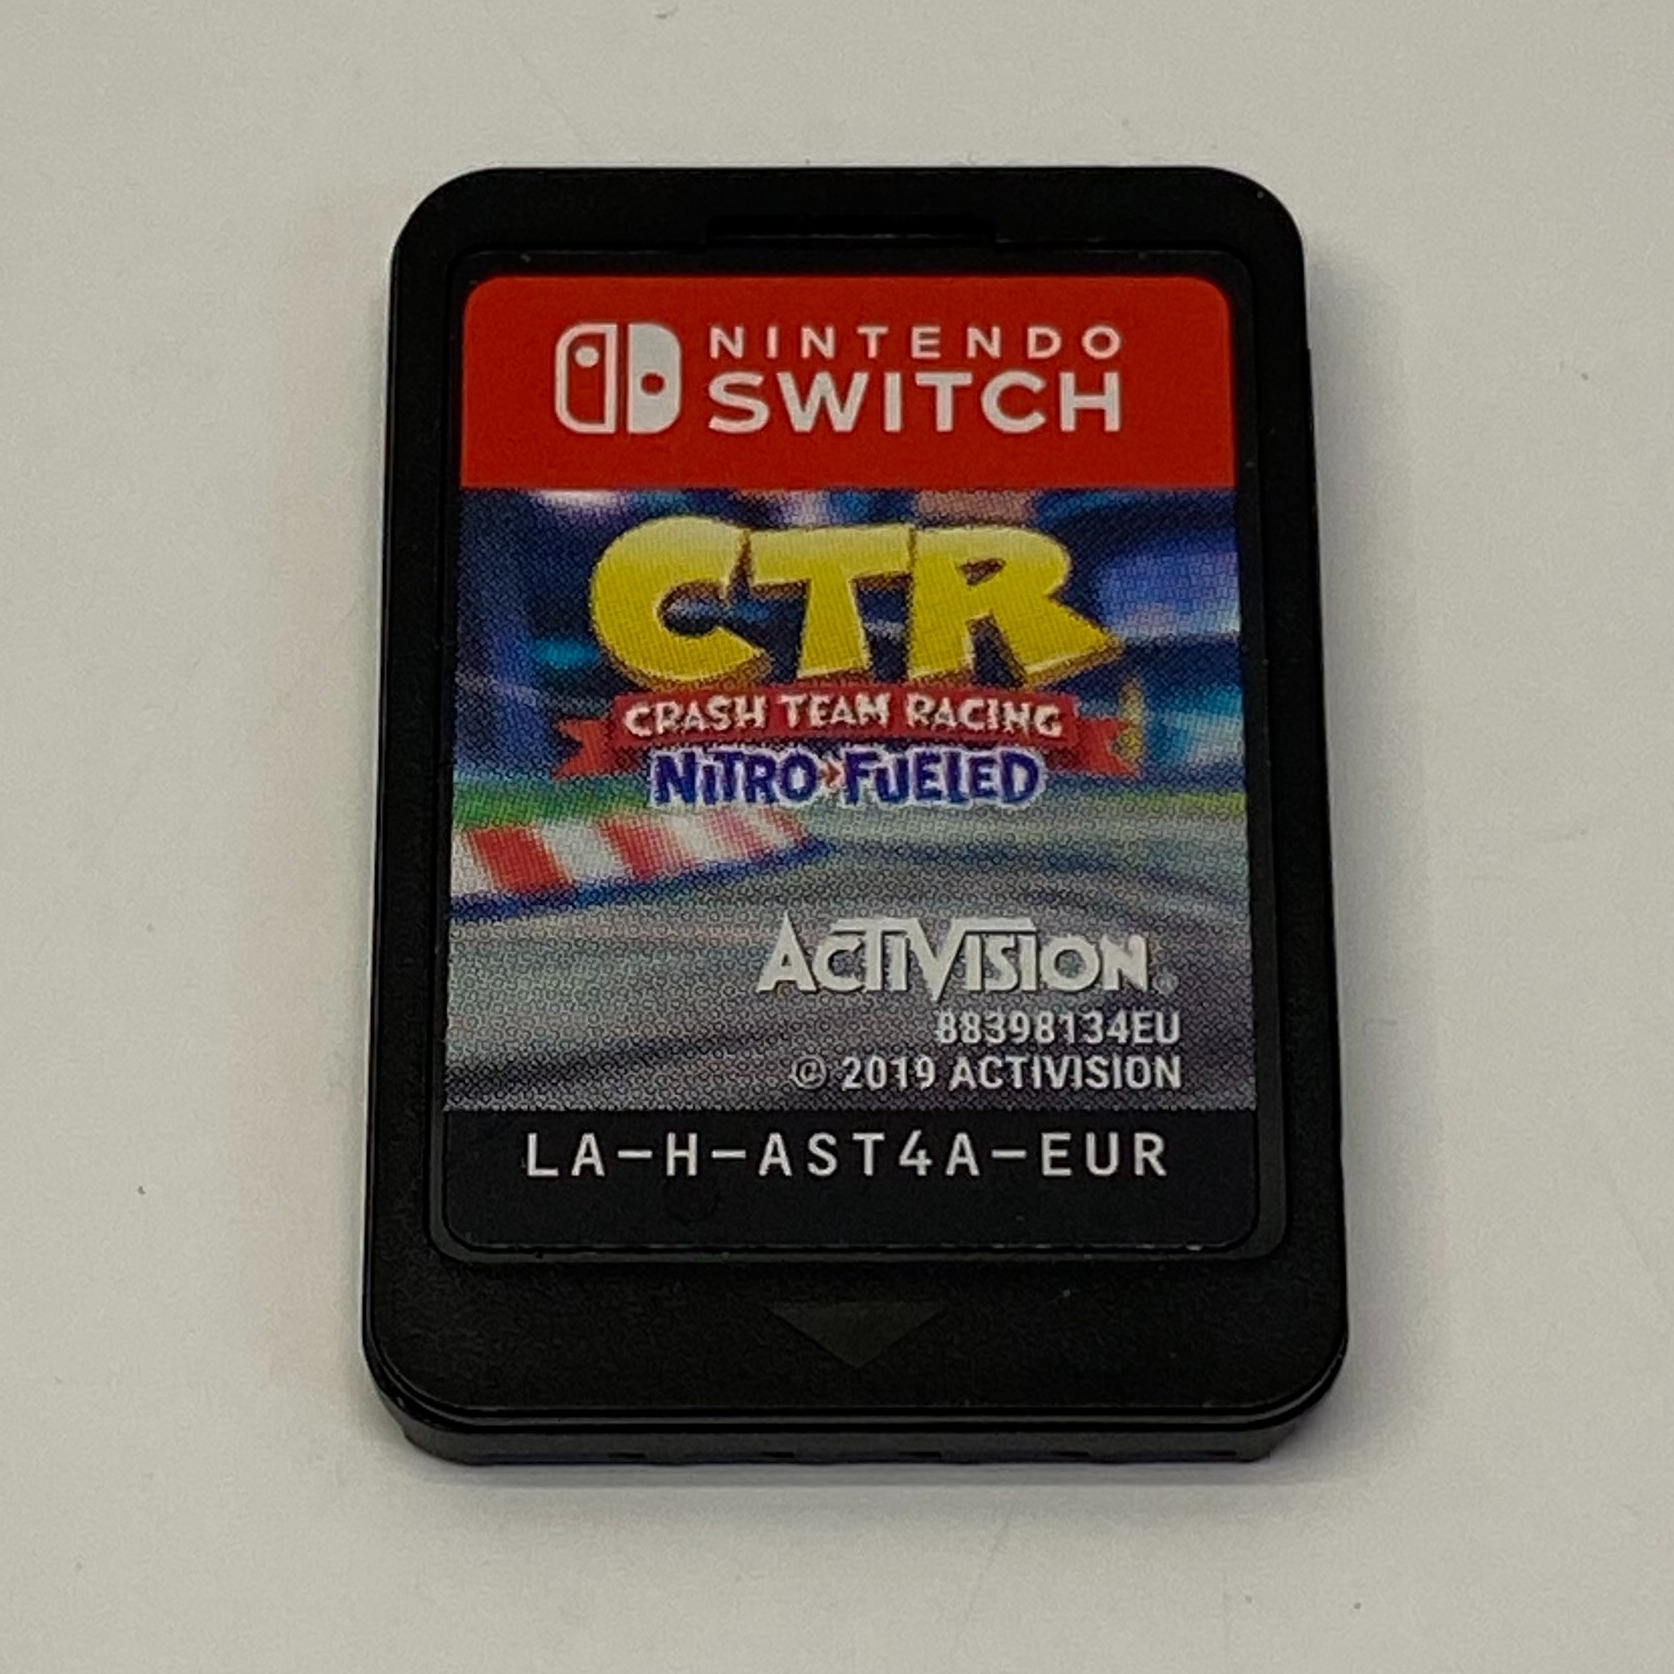 NINTENDO
SWITCH
CTR
CRASH TEAM RACING
NITRO FUELED
ACTIVISION®
88398134EU
© 2019 ACTIVISION
LA-H-AST4A-EUR